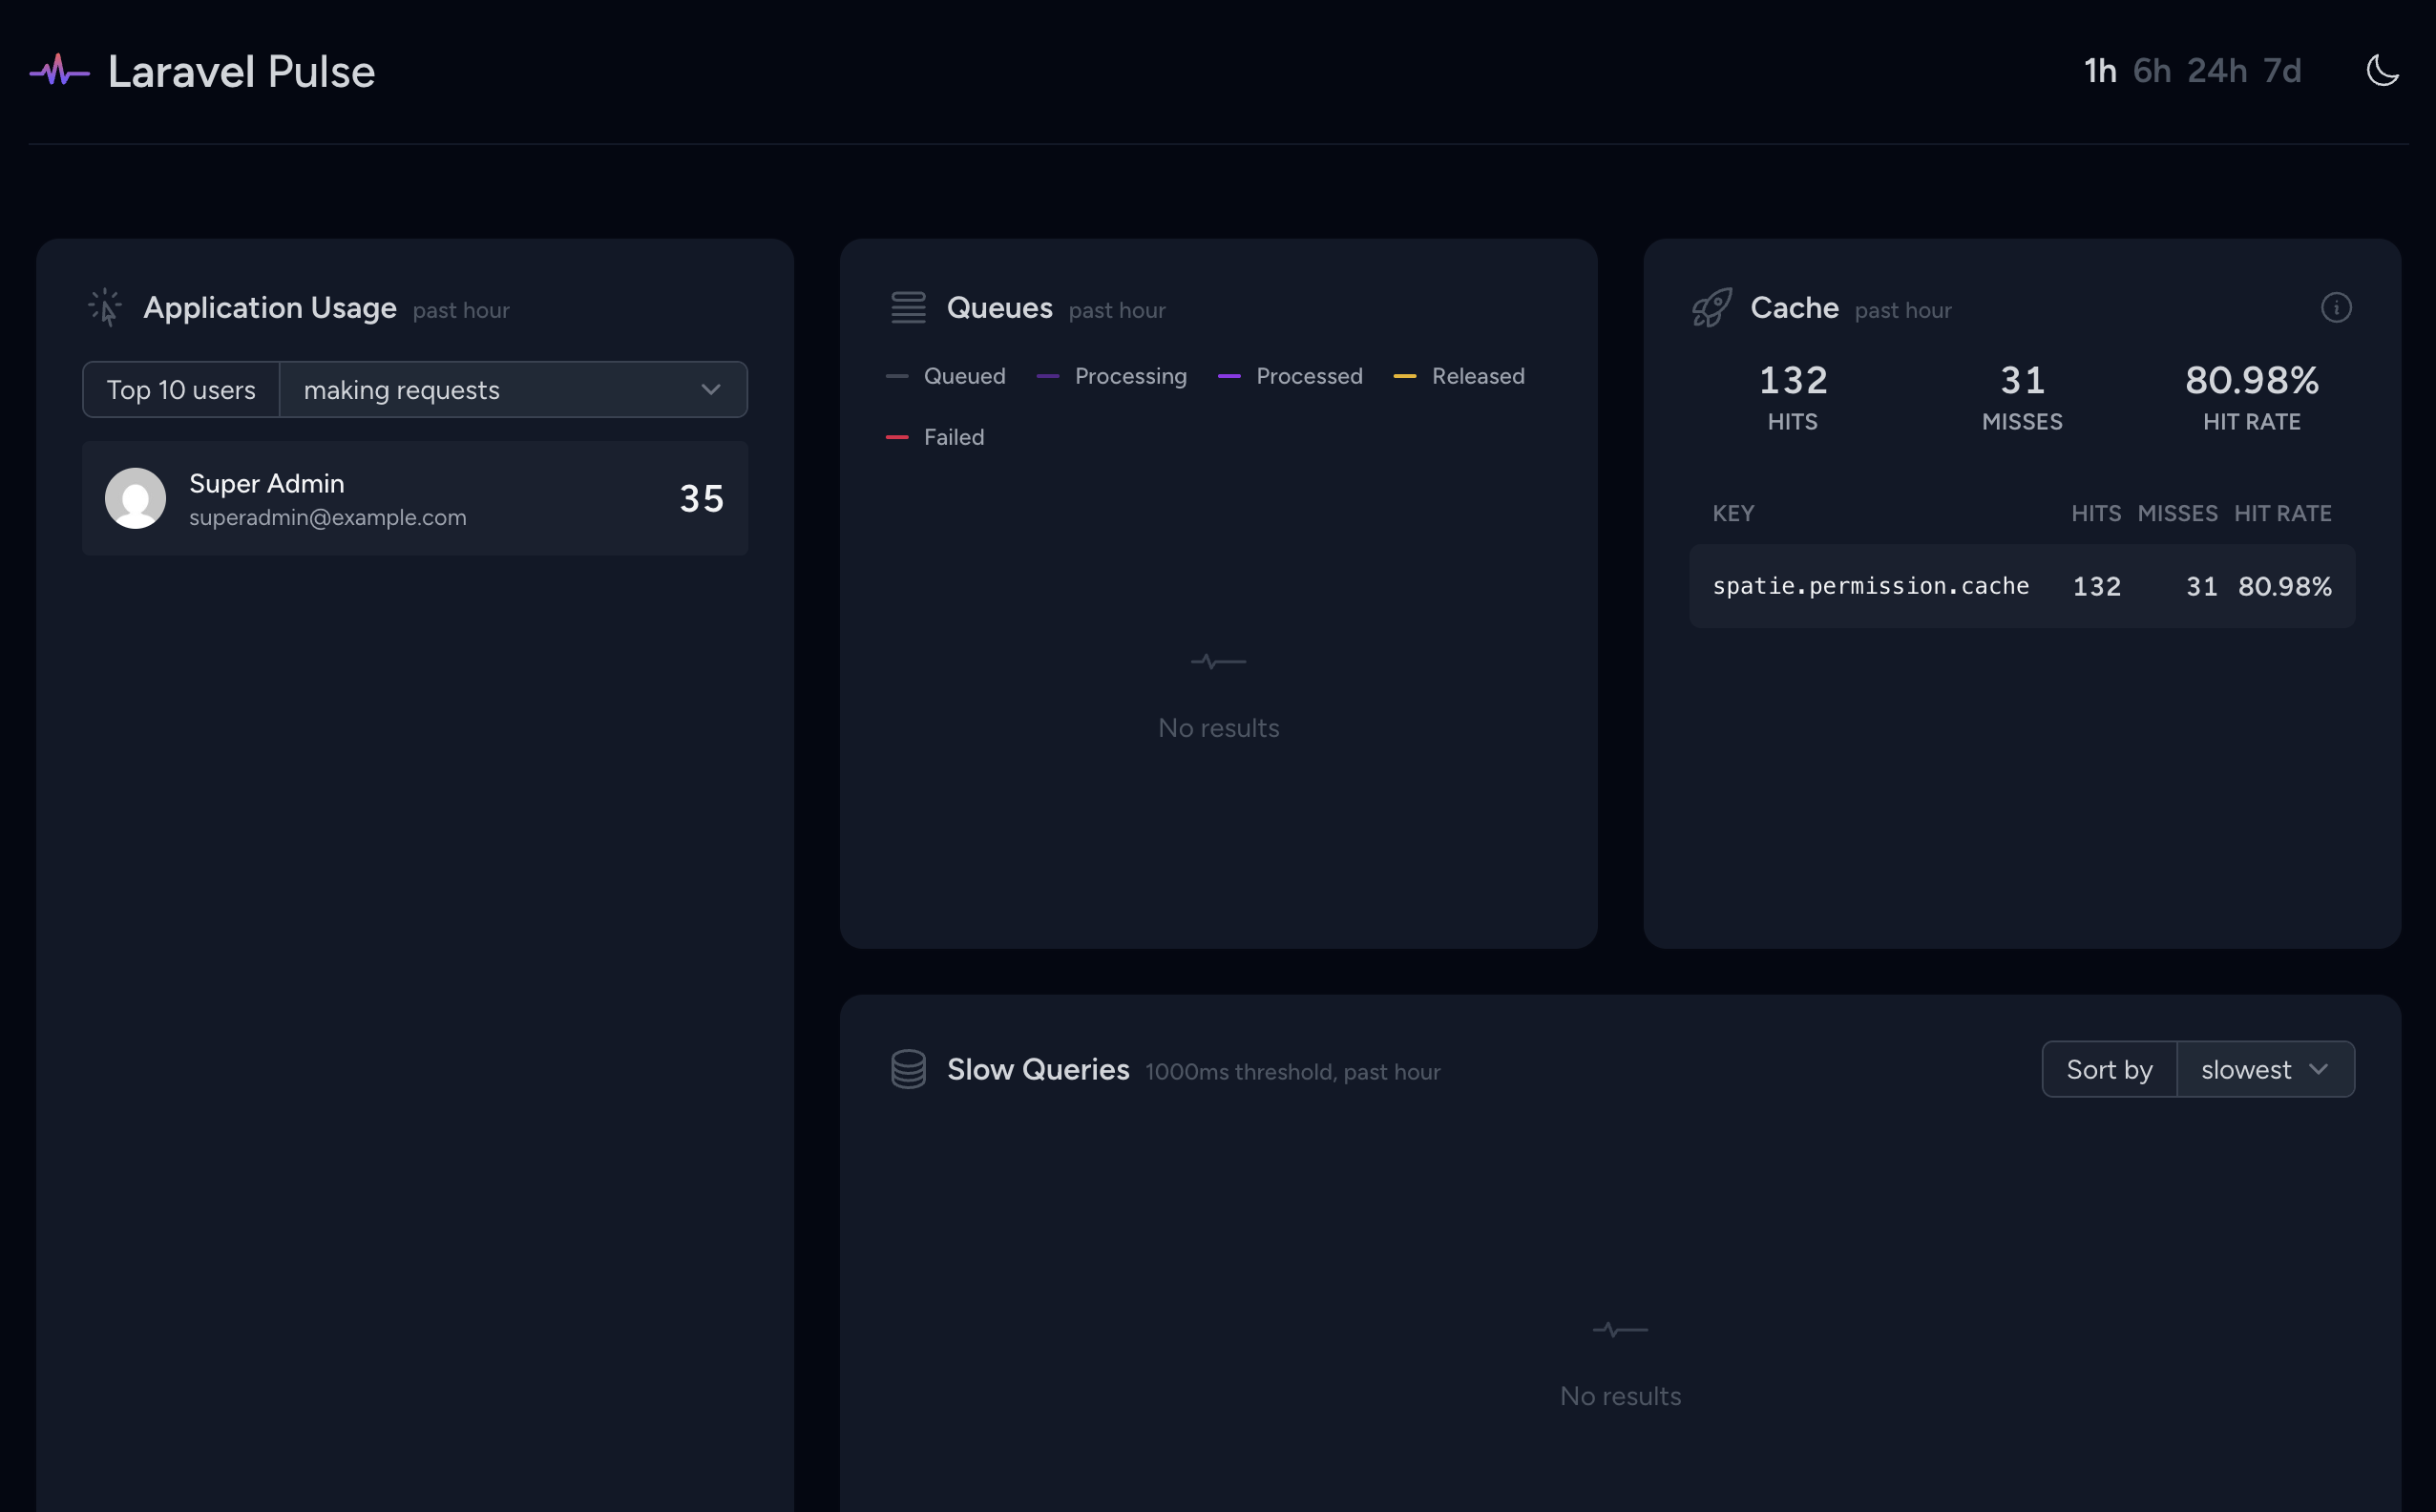 Laravel Pulse
1h 6h 24h 7d
Application Usage past hour
Top 10 users making requests
Super Admin
superadmin@example.com
35
Queues past hour
Queued Processing Processed Released
Failed
No results
Cache past hour
132 31 80.98%
HITS MISSES HIT RATE
KEY HITS MISSES HIT RATE
spatie.permission.cache 132 31 80.98%
Slow Queries 1000ms threshold, past hour
Sort by slowest
No results